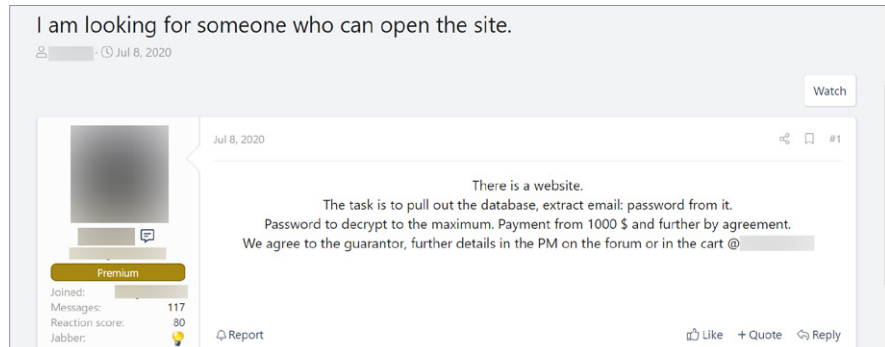 I am looking for someone who can open the site.
Jul 8, 2020
Watch
Jul 8, 2020
#1
There is a website.
The task is to pull out the database, extract email: password from it.
Password to decrypt to the maximum. Payment from 1000 $ and further by agreement.
We agree to the guarantor, further details in the PM on the forum or in the cart @
Premium
Joined:
Messages: 117
Reaction score: 80
Jabber:
Report
Like
+ Quote
Reply